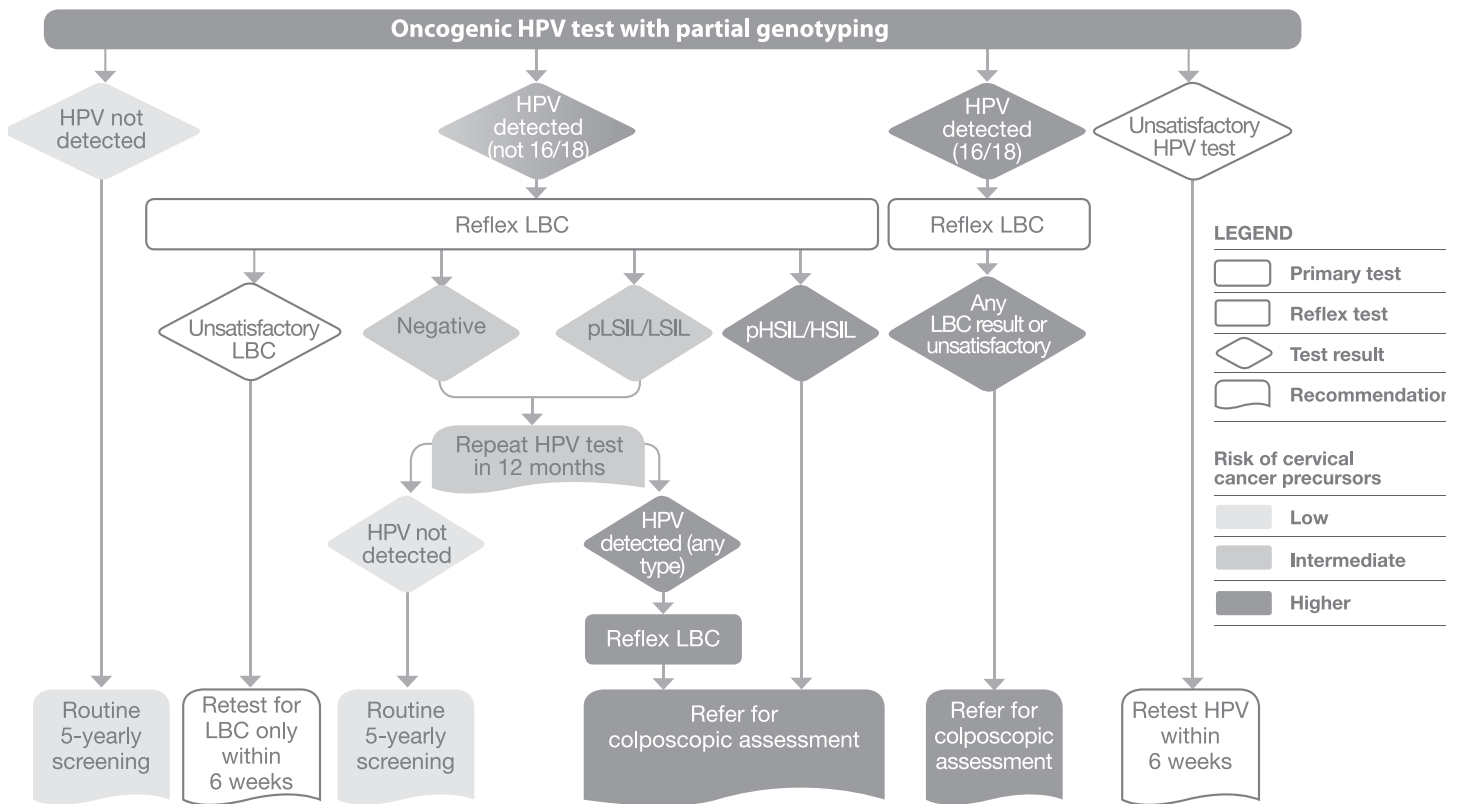 Oncogenic HPV test with partial genotyping
HPV not
detected
HPV
detected
(not 16/18)
HPV
detected
(16/18)
Unsatisfactory
HPV test
Reflex LBC
Reflex LBC
Unsatisfactory
LBC
Negative
pLSIL/LSIL
pHSIL/HSIL
Any
LBC result or
unsatisfactory
Repeat HPV test
in 12 months
HPV not
detected
HPV
detected (any
type)
Reflex LBC
Routine
5-yearly
screening
Retest for
LBC only
within
6 weeks
Routine
5-yearly
screening
Refer for
colposcopic assessment
Refer for
colposcopic
assessment
Retest HPV
within
6 weeks
LEGEND
Primary test
Reflex test
Test result
Recommendation
Risk of cervical
cancer precursors
Low
Intermediate
Higher